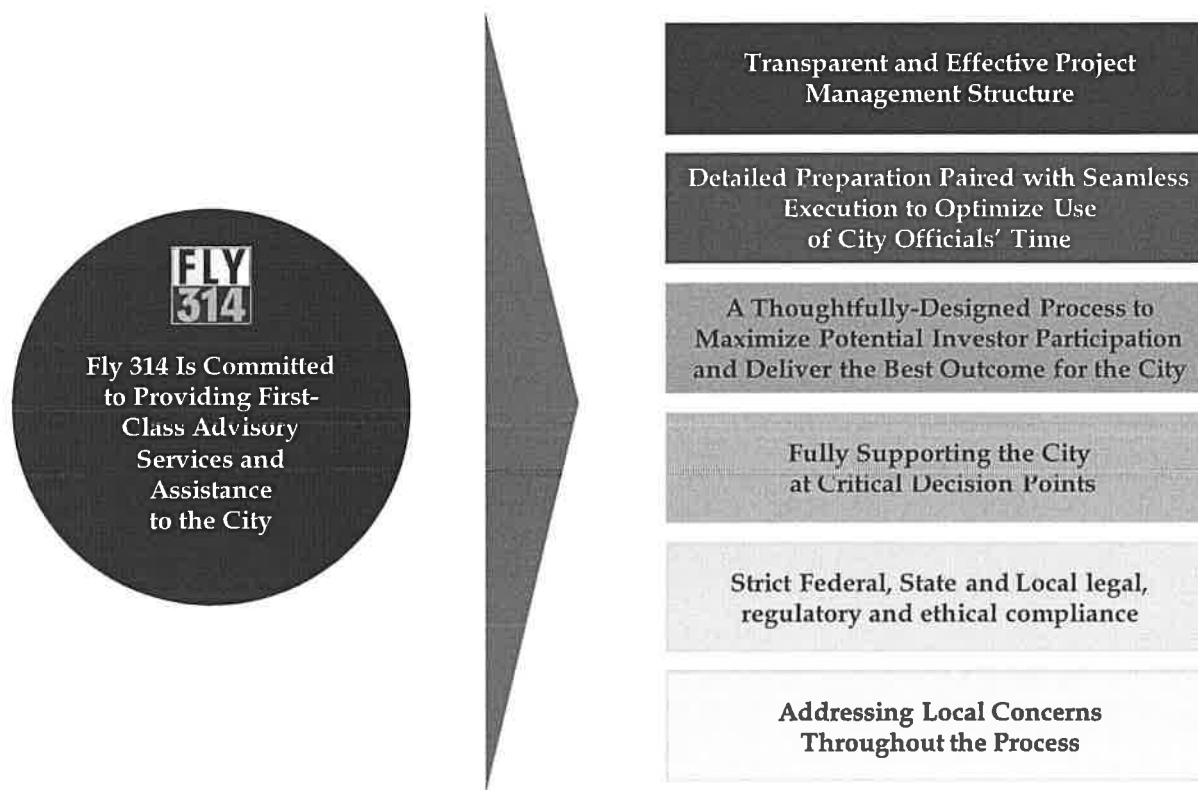 FLY
314
Fly 314 Is Committed
to Providing First-
Class Advisory
Services and
Assistance
to the City
Transparent and Effective Project
Management Structure
Detailed Preparation Paired with Seamless
Execution to Optimize Use
of City Officials' Time
A Thoughtfully-Designed Process to
Maximize Potential Investor Participation
and Deliver the Best Outcome for the City
Fully Supporting the City
at Critical Decision Points
Strict Federal, State and Local legal,
regulatory and ethical compliance
Addressing Local Concerns
Throughout the Process